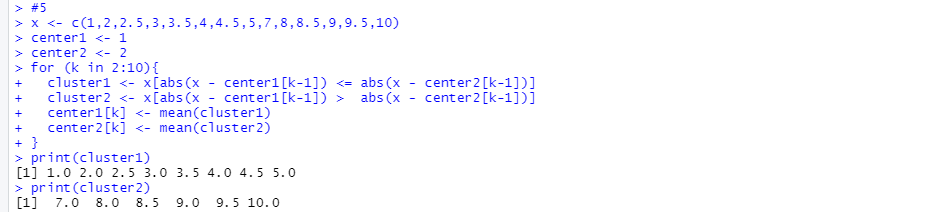 > #5
> x <- c(1,2,2.5,3,3.5,4,4.5,5,7,8,8.5,9,9.5,10)
> center1 <- 1
> center2 <- 2
> for (k in 2:10){
+   cluster1 <- x[abs(x - center1[k-1]) <= abs(x - center2[k-1])]
+   cluster2 <- x[abs(x - center1[k-1]) >  abs(x - center2[k-1])]
+   center1[k] <- mean(cluster1)
+   center2[k] <- mean(cluster2)
+ }
> print(cluster1)
[1] 1.0 2.0 2.5 3.0 3.5 4.0 4.5 5.0
> print(cluster2)
[1]  7.0  8.0  8.5  9.0  9.5 10.0